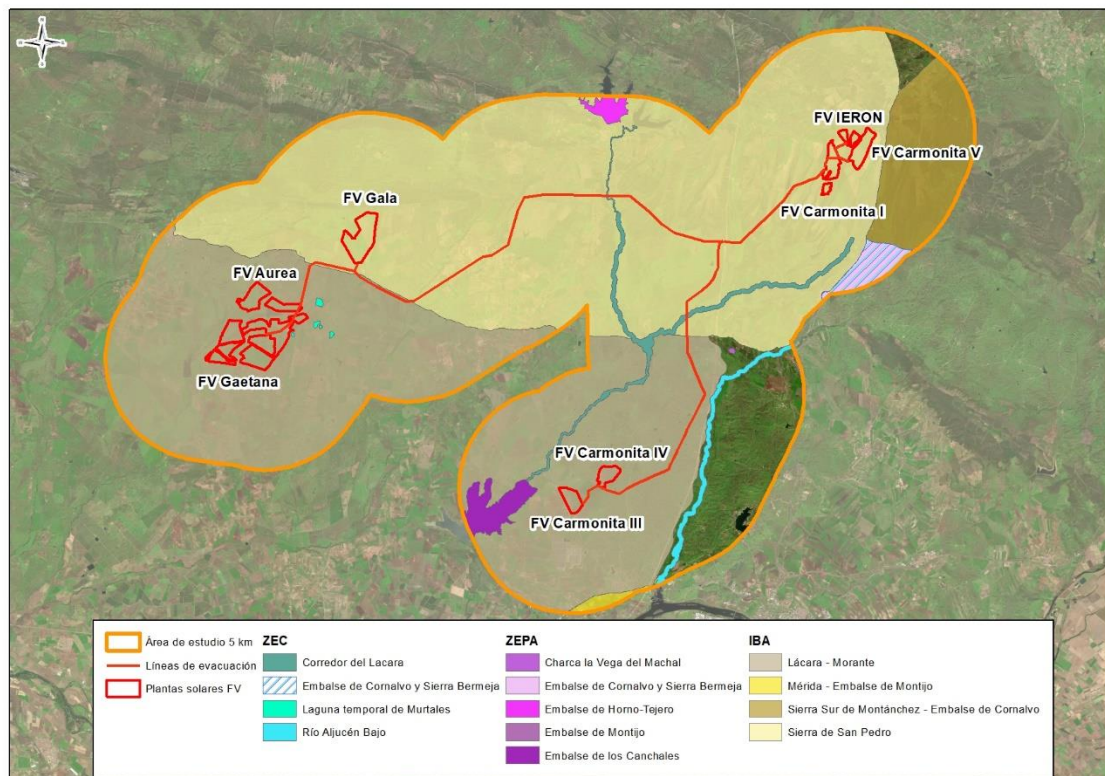 FV IERON
FV Carmonita V
FV Gala
FV Carmonita I
FV Aurea
FV Gaetana
FV Carmonita IV
FV Carmonita III
Área de estudio 5 km
Líneas de evacuación
Plantas solares FV
ZEC
Corredor del Lacara
Embalse de Cornalvo y Sierra Bermeja
Laguna temporal de Murtales
Río Aljucén Bajo
ZEPA
Charca la Vega del Machal
Embalse de Cornalvo y Sierra Bermeja
Embalse de Horno-Tejero
Embalse de Montijo
Embalse de los Canchales
IBA
Lácara - Morante
Mérida - Embalse de Montijo
Sierra Sur de Montánchez - Embalse de Cornalvo
Sierra de San Pedro